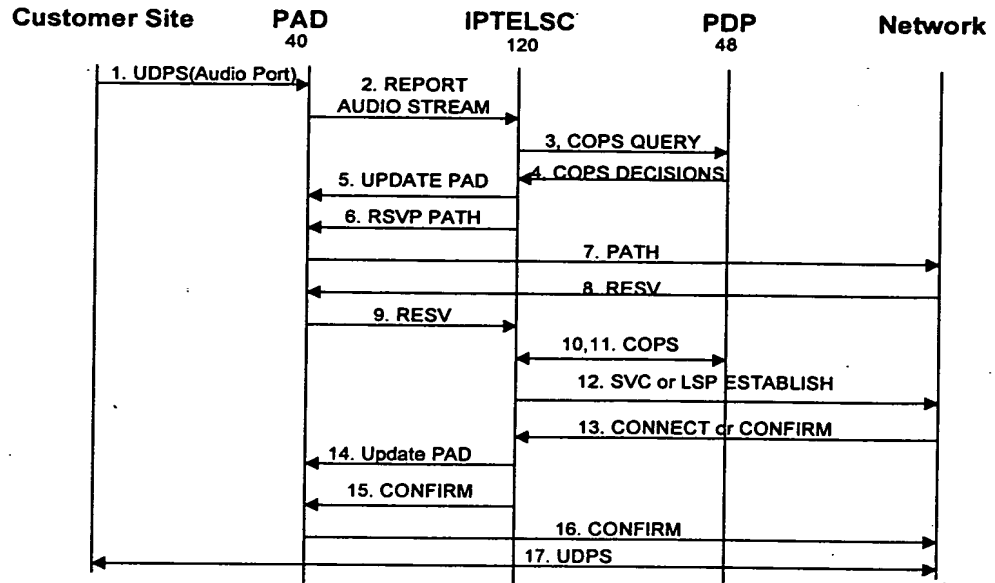 Customer Site PAD IPTELSC PDP Network
40 120 48
1. UDPS(Audio Port)
2. REPORT
AUDIO STREAM
3, COPS QUERY
4. COPS DECISIONS
5. UPDATE PAD
6. RSVP PATH
7. PATH
8. RESV
9. RESV
10,11. COPS
12. SVC or LSP ESTABLISH
13. CONNECT or CONFIRM
14. Update PAD
15. CONFIRM
16. CONFIRM
17. UDPS